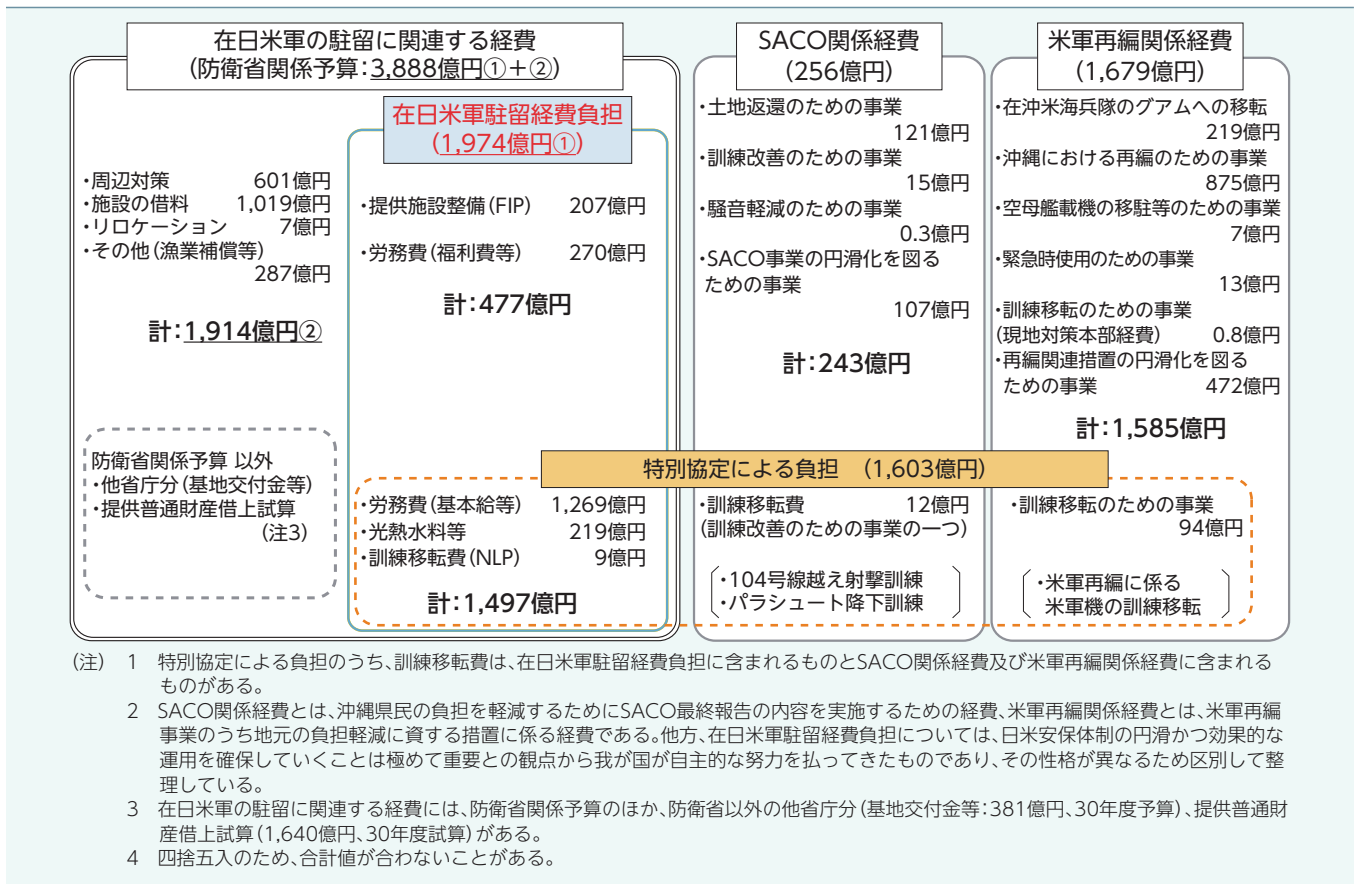 在日米軍の駐留に関連する経費
(防衛省関係予算:3,888億円①+②)
在日米軍駐留経費負担
(1,974億円①)
・周辺対策 601億円
・施設の借料 1,019億円
・リロケーション 7億円
・その他(漁業補償等)
287億円
計:1,914億円②
・提供施設整備(FIP) 207億円
・労務費(福利費等) 270億円
計:477億円
防衛省関係予算 以外
・他省庁分(基地交付金等)
・提供普通財産借上試算
(注3)
SACO関係経費
(256億円)
・土地返還のための事業
121億円
・訓練改善のための事業
15億円
・騒音軽減のための事業
0.3億円
・SACO事業の円滑化を図る
ための事業
107億円
計:243億円
米軍再編関係経費
(1,679億円)
・在沖米海兵隊のグアムへの移転
219億円
・沖縄における再編のための事業
875億円
・空母艦載機の移駐等のための事業
7億円
・緊急時使用のための事業
13億円
・訓練移転のための事業
(現地対策本部経費) 0.8億円
・再編関連措置の円滑化を図る
ための事業 472億円
計:1,585億円
特別協定による負担 (1,603億円)
・労務費(基本給等) 1,269億円
・光熱水料等 219億円
・訓練移転費(NLP) 9億円
計:1,497億円
・訓練移転費 12億円
(訓練改善のための事業の一つ)
・104号線越え射撃訓練
・パラシュート降下訓練
・訓練移転のための事業
94億円
・米軍再編に係る
米軍機の訓練移転
(注) 1 特別協定による負担のうち、訓練移転費は、在日米軍駐留経費負担に含まれるものとSACO関係経費及び米軍再編関係経費に含まれる
ものがある。
2 SACO関係経費とは、沖縄県民の負担を軽減するためにSACO最終報告の内容を実施するための経費、米軍再編関係経費とは、米軍再編
事業のうち地元の負担軽減に資する措置に係る経費である。他方、在日米軍駐留経費負担については、日米安保体制の円滑かつ効果的な
運用を確保していくことは極めて重要との観点から我が国が自主的な努力を払ってきたものであり、その性格が異なるため区別して整
理している。
3 在日米軍の駐留に関連する経費には、防衛省関係予算のほか、防衛省以外の他省庁分(基地交付金等:381億円、30年度予算)、提供普通財
産借上試算(1,640億円、30年度試算)がある。
4 四捨五入のため、合計値が合わないことがある。